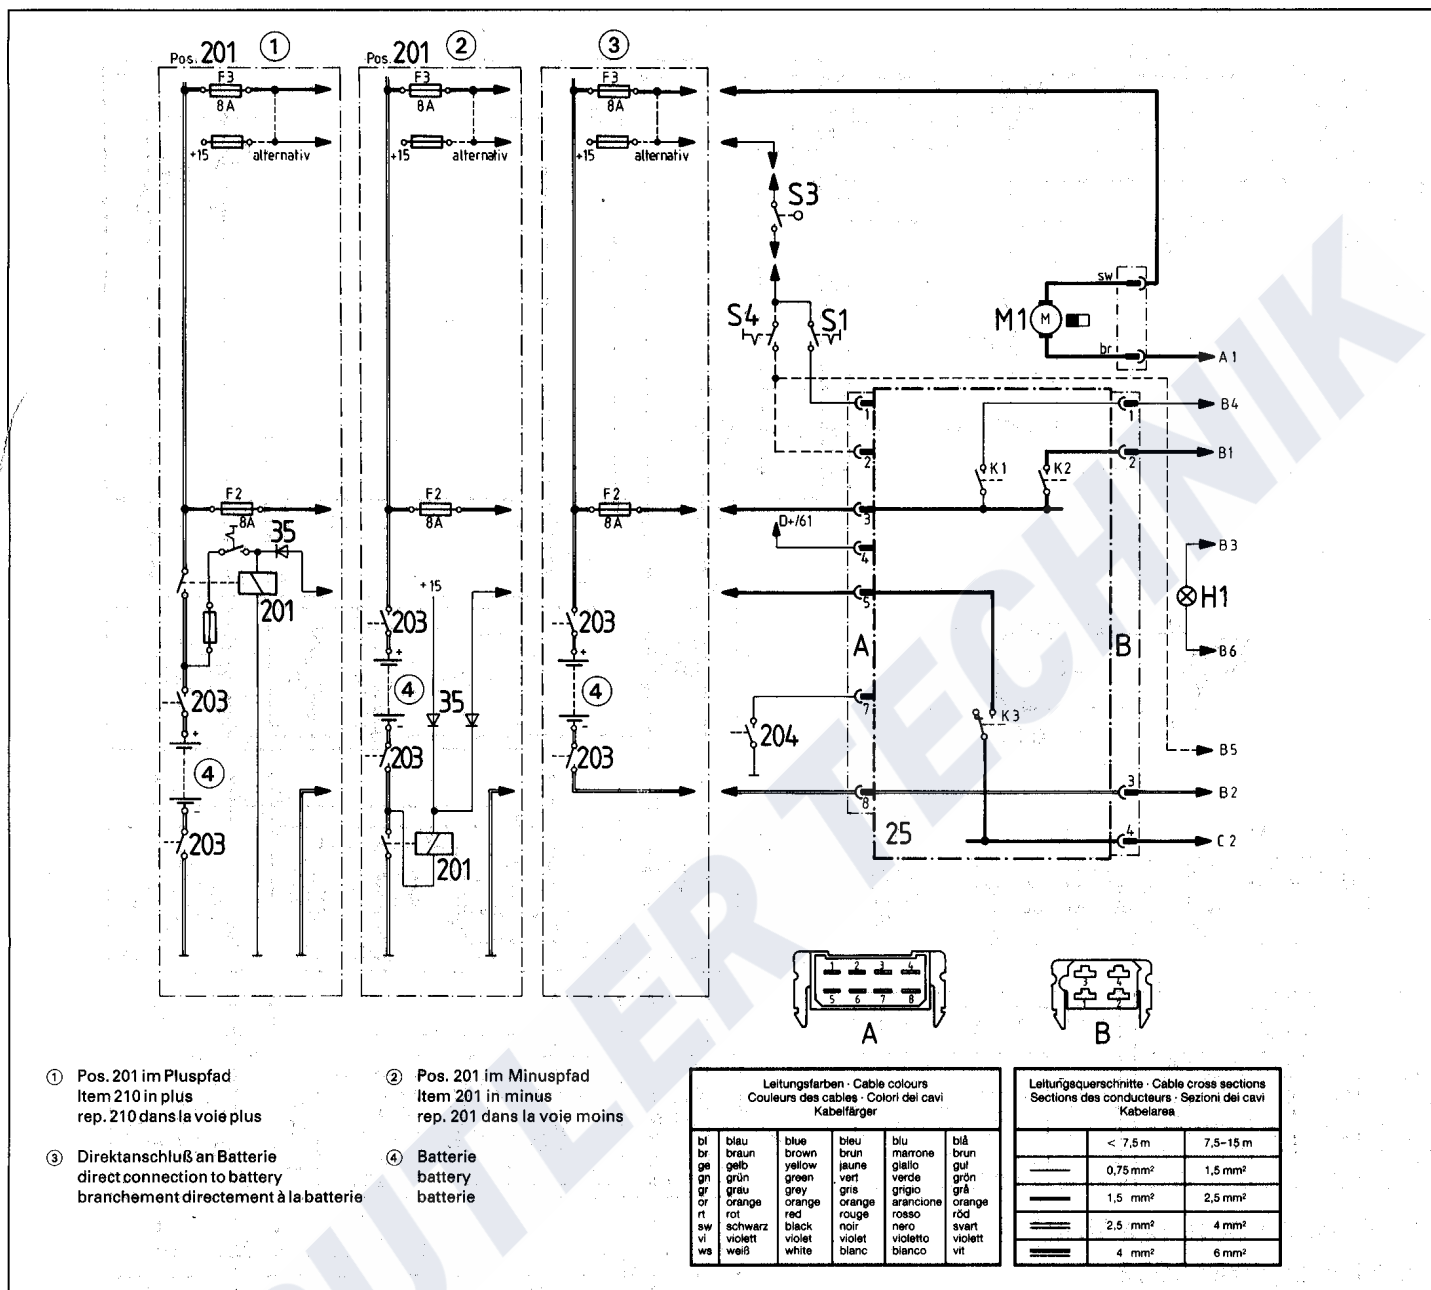 Pos. 201 ① Pos. 201 ② ③
F3 F3 F3
8A 8A 8A
+15 alternativ +15 alternativ +15 alternativ
S3
sw
S4 S1 M1 M
br A1
1 1 B4
2 K1 K2 2 B1
F2 F2 F2
8A 8A 8A
3
D+/61
35
4 B3
+15
201
5
H1
203 203
A B
+ +
B6
④ ④
203 35
7
K3
204
+ - -
203 203
B5
④
3
8 B2
-
203
25 4 C2
201
1 2 3 4
5 6 7 8
A
3 4
1 2
B
① Pos. 201 im Pluspfad
Item 210 in plus
rep. 210 dans la voie plus
② Pos. 201 im Minuspfad
Item 201 in minus
rep. 201 dans la voie moins
③ Direktanschluß an Batterie
direct connection to battery
branchement directement à la batterie
④ Batterie
battery
batterie
Leitungsfarben · Cable colours
Couleurs des cables · Colori dei cavi
Kabelfärger
bl blau blue bleu blu blå
br braun brown brun marrone brun
ge gelb yellow jaune giallo gul
gn grün green vert verde grön
gr grau grey gris grigio grå
or orange orange orange arancione orange
rt rot red rouge rosso röd
sw schwarz black noir nero svart
vi violett violet violet violetto violett
ws weiß white blanc bianco vit
Leitungsquerschnitte · Cable cross sections
Sections des conducteurs · Sezioni dei cavi
Kabelarea
< 7,5 m 7,5-15 m
0,75 mm² 1,5 mm²
1,5 mm² 2,5 mm²
2,5 mm² 4 mm²
4 mm² 6 mm²
UTLER TECHNIK